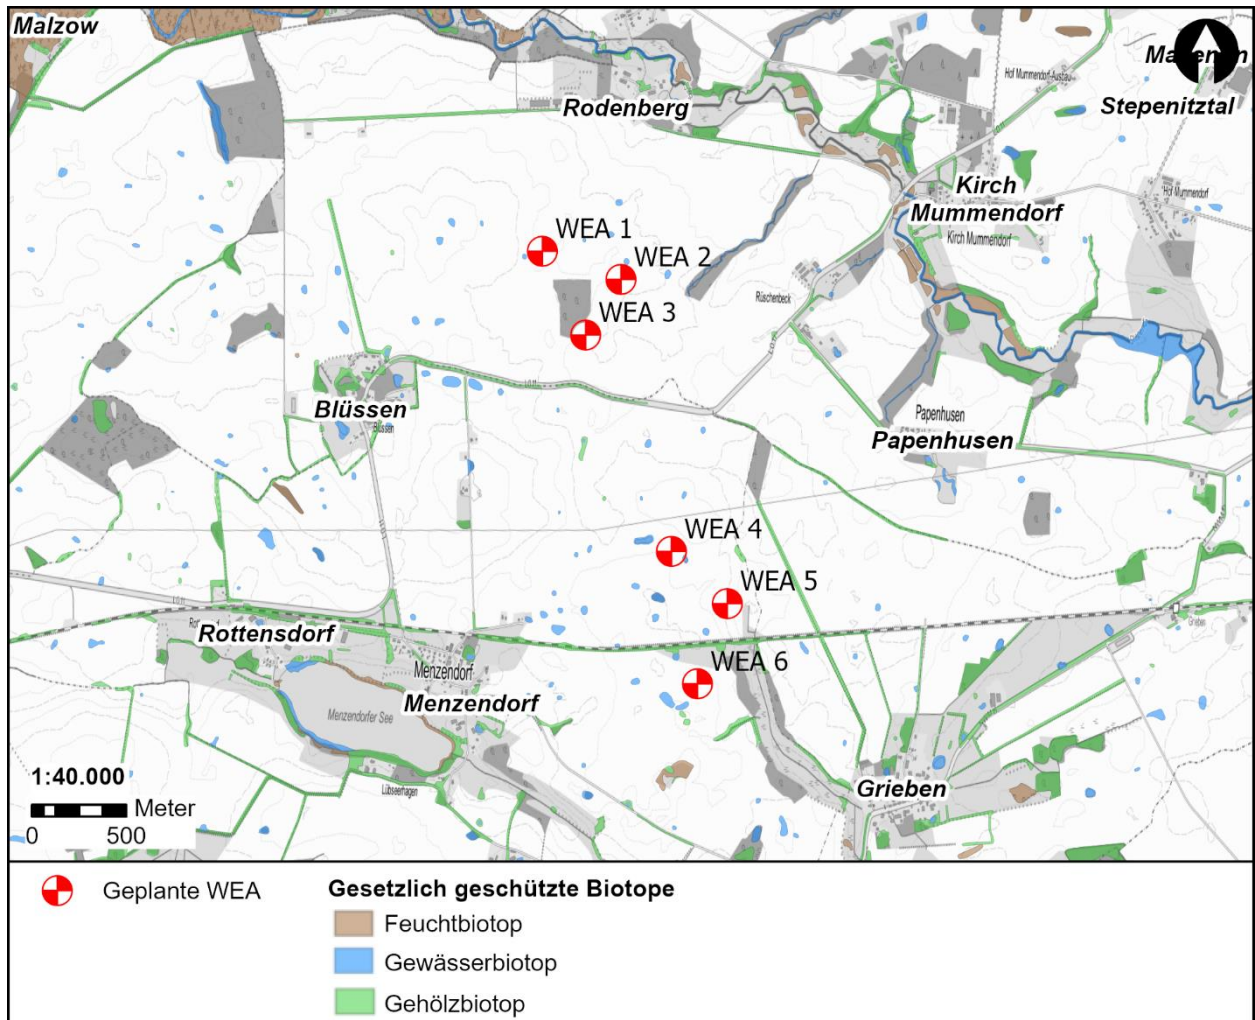 Malzow
Rodenberg
Hof Mummendorf-Ausbau
Stepenitztal
Kirch
Mummendorf
Hof Mummendorf
Kirch Mummendorf
WEA 1
WEA 2
Rüschenbeck
WEA 3
Blüssen
Blüssen
Papenhusen
Papenhusen
WEA 4
WEA 5
Rottensdorf
Grieben
Menzendorf
WEA 6
Menzendorf
Menzendorfer See
1:40.000
Meter
0 500
Lübseerhagen
Grieben
Geplante WEA
Gesetzlich geschützte Biotope
Feuchtbiotop
Gewässerbiotop
Gehölzbiotop